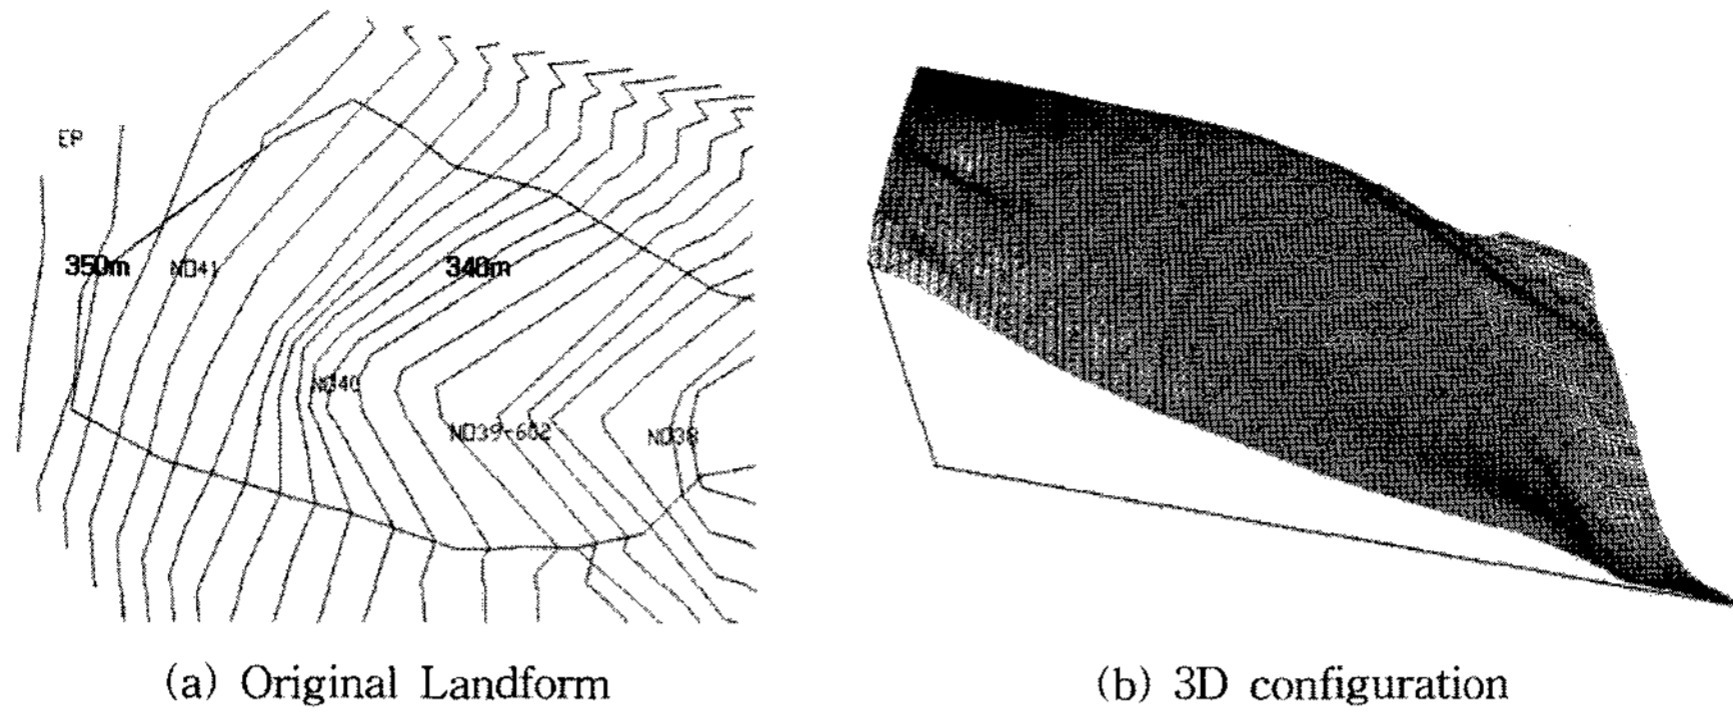 EP
350m NO41 340m
NO40
NO39-602 NO38
(a) Original Landform (b) 3D configuration